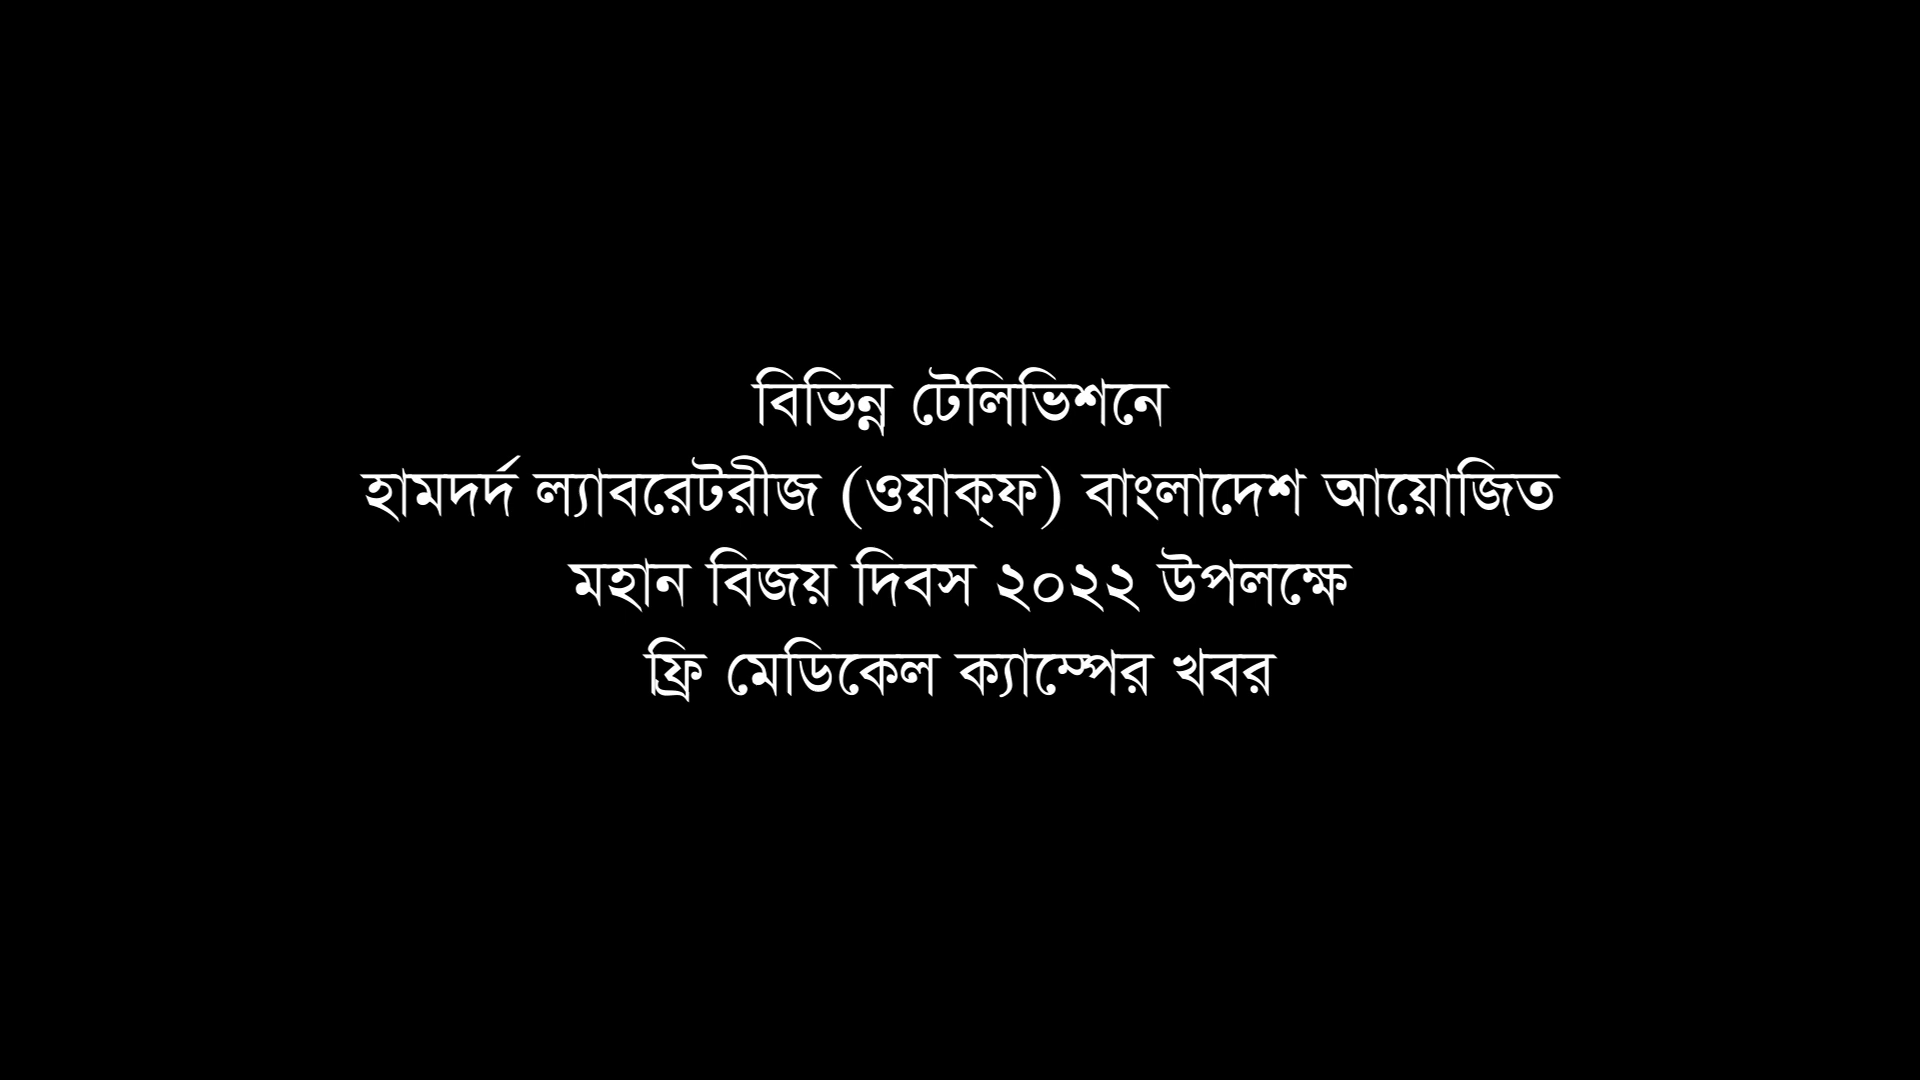 বিভিন্ন টেলিভিশনে
হামদর্দ ল্যাবরেটরীজ (ওয়াক্‌ফ) বাংলাদেশ আয়োজিত
মহান বিজয় দিবস ২০২২ উপলক্ষে
ফ্রি মেডিকেল ক্যাম্পের খবর